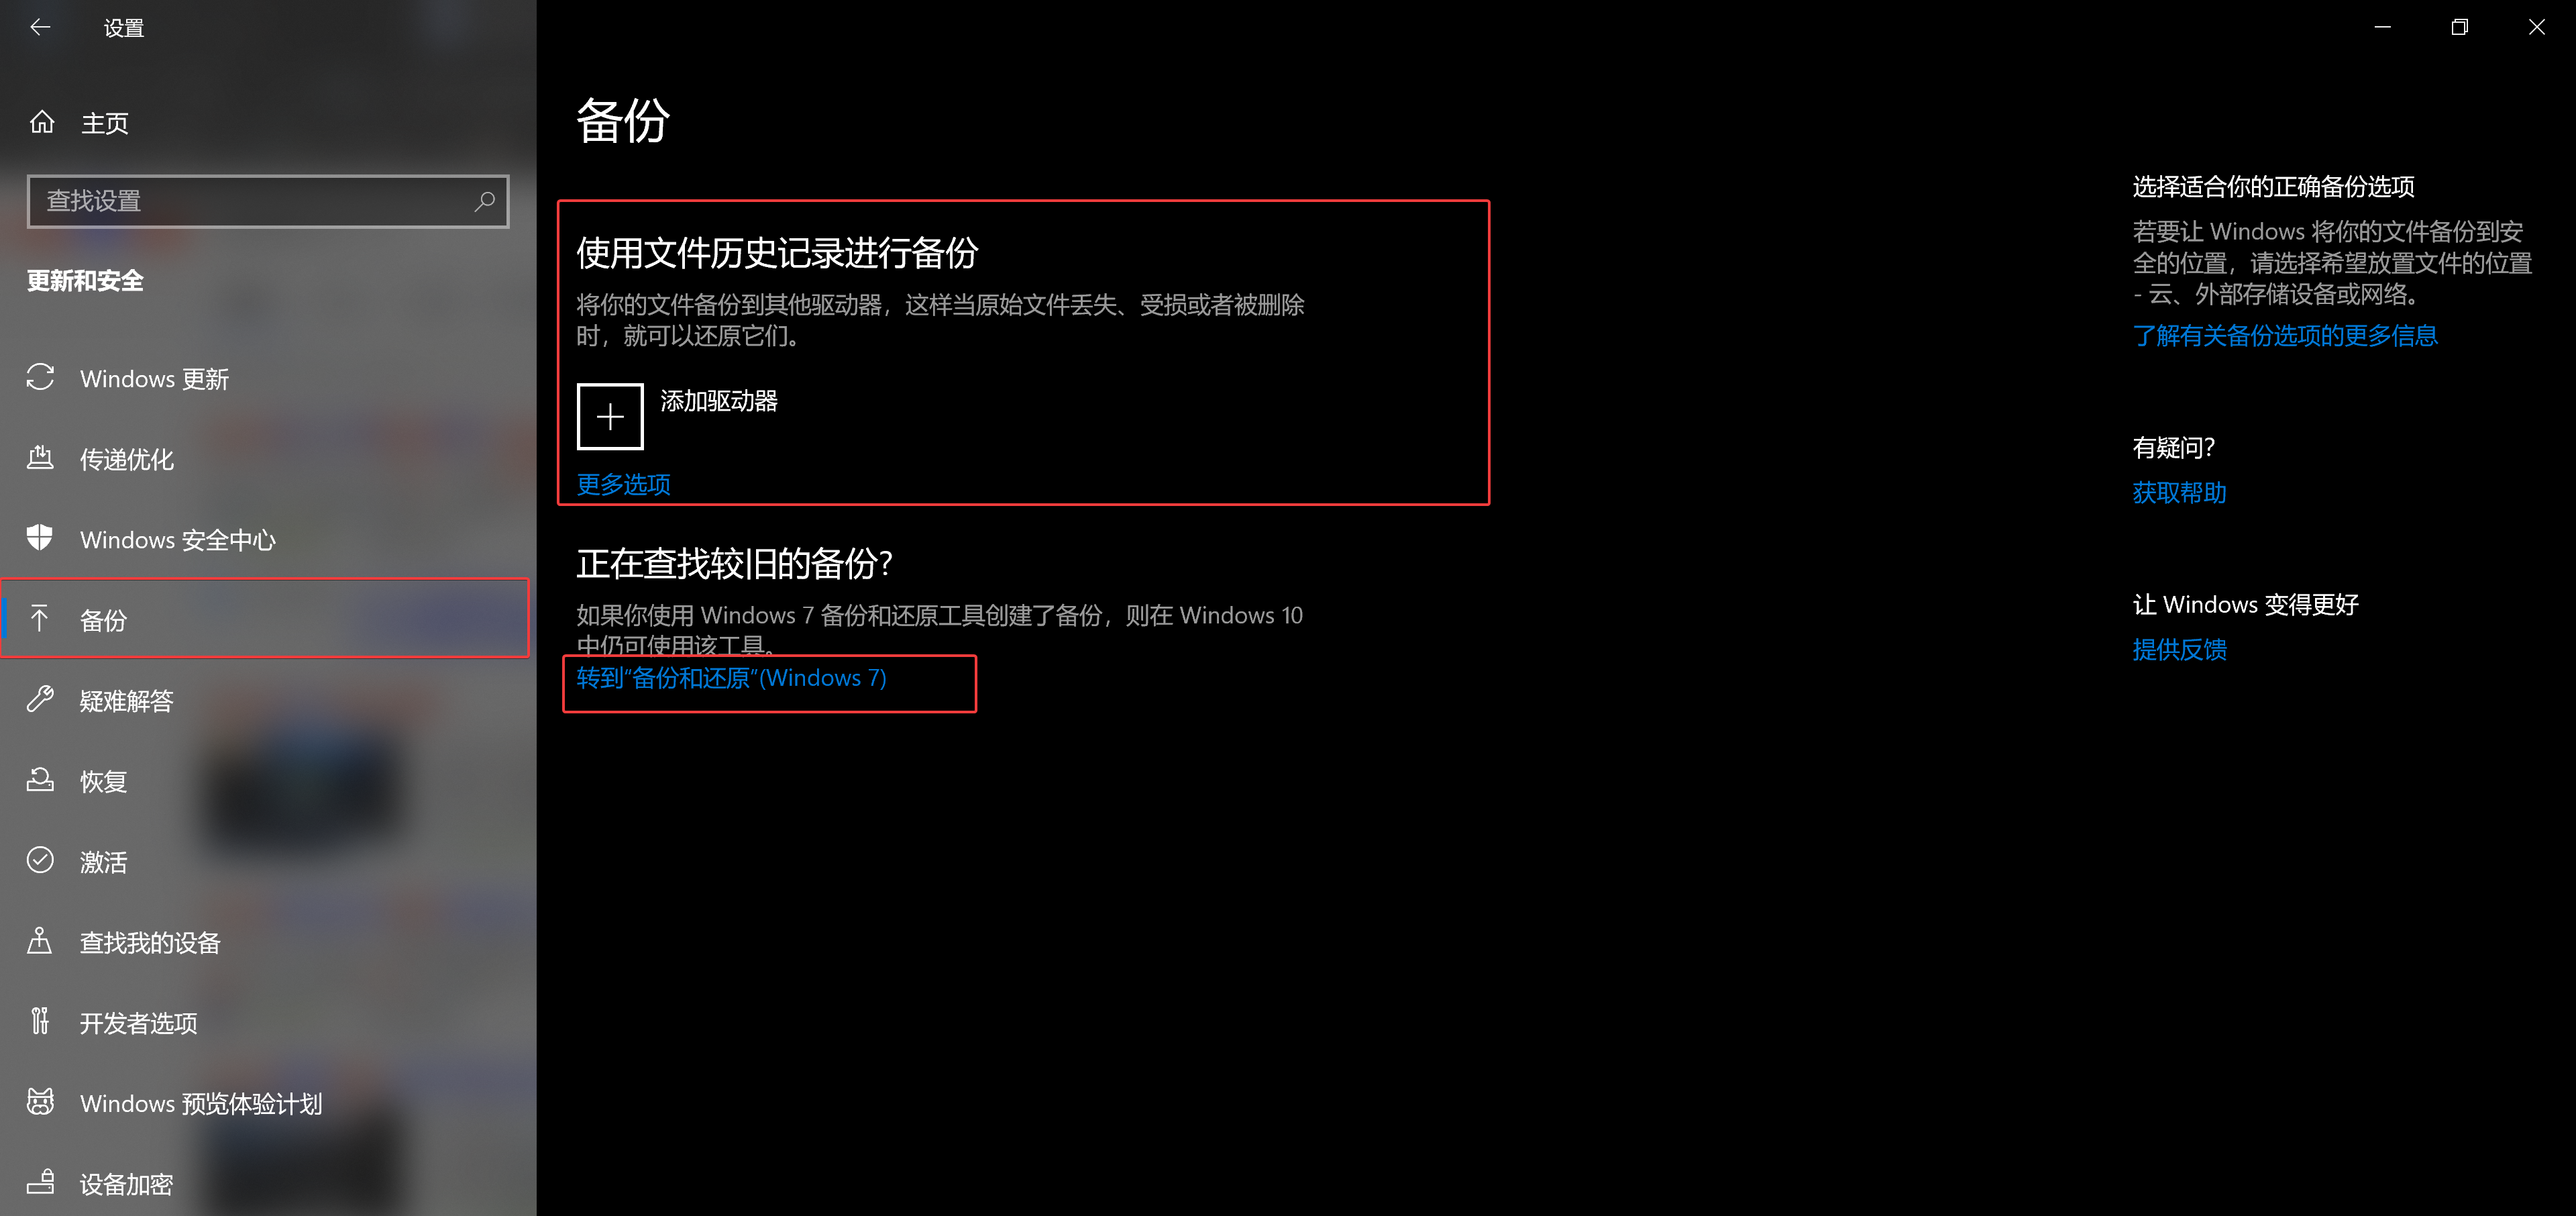 设置
主页
查找设置
更新和安全
Windows 更新
传递优化
Windows 安全中心
备份
疑难解答
恢复
激活
查找我的设备
开发者选项
Windows 预览体验计划
设备加密
备份
使用文件历史记录进行备份
将你的文件备份到其他驱动器，这样当原始文件丢失、受损或者被删除
时，就可以还原它们。
添加驱动器
更多选项
正在查找较旧的备份?
如果你使用 Windows 7 备份和还原工具创建了备份，则在 Windows 10
中仍可使用该工具。
转到“备份和还原”(Windows 7)
选择适合你的正确备份选项
若要让 Windows 将你的文件备份到安
全的位置，请选择希望放置文件的位置
- 云、外部存储设备或网络。
了解有关备份选项的更多信息
有疑问?
获取帮助
让 Windows 变得更好
提供反馈